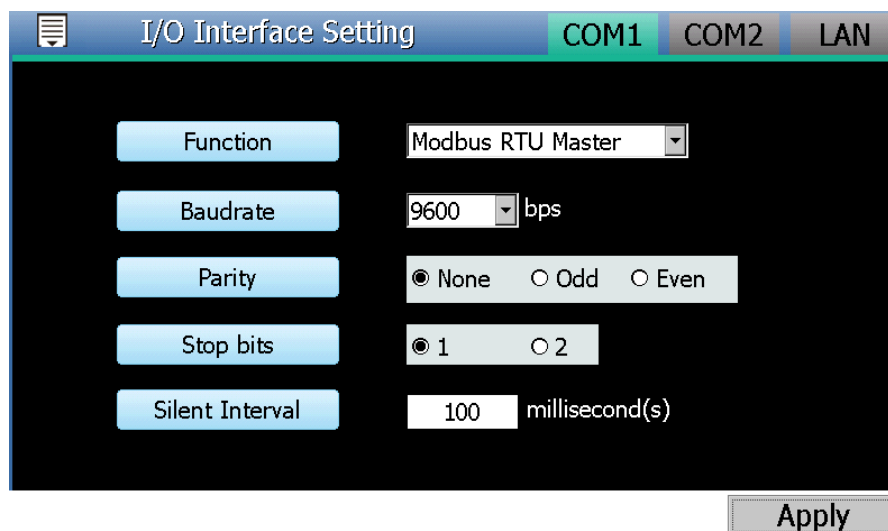 I/O Interface Setting COM1 COM2 LAN
Function Modbus RTU Master
Baudrate 9600 bps
Parity None Odd Even
Stop bits 1 2
Silent Interval 100 millisecond(s)
Apply